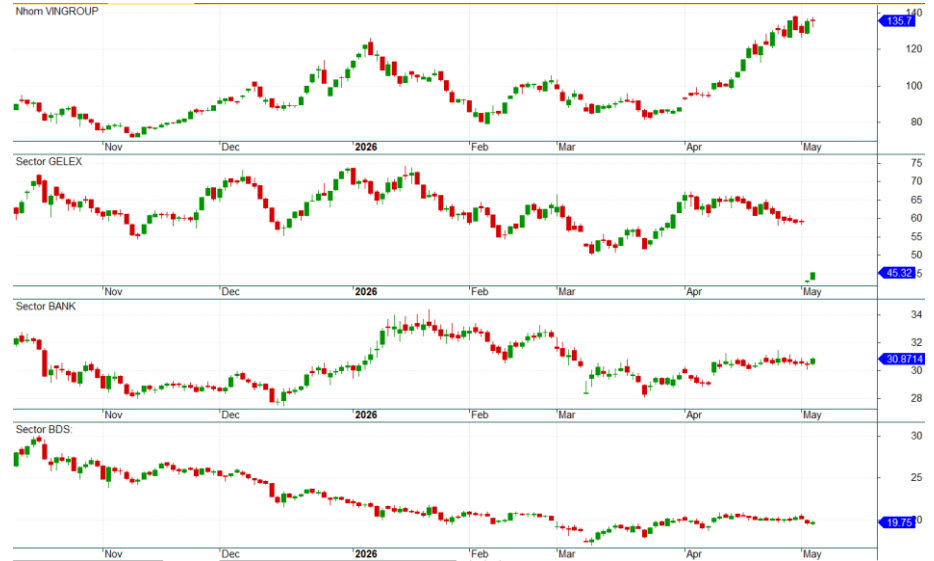 Nhom VINGROUP
140
135.7
120
100
80
Nov Dec 2026 Feb Mar Apr May
Sector GELEX
75
70
65
60
55
50
45.32
Nov Dec 2026 Feb Mar Apr May
Sector BANK
34
32
30.8714
30
28
Nov Dec 2026 Feb Mar Apr May
Sector BDS:
30
25
19.75
Nov Dec 2026 Feb Mar Apr May